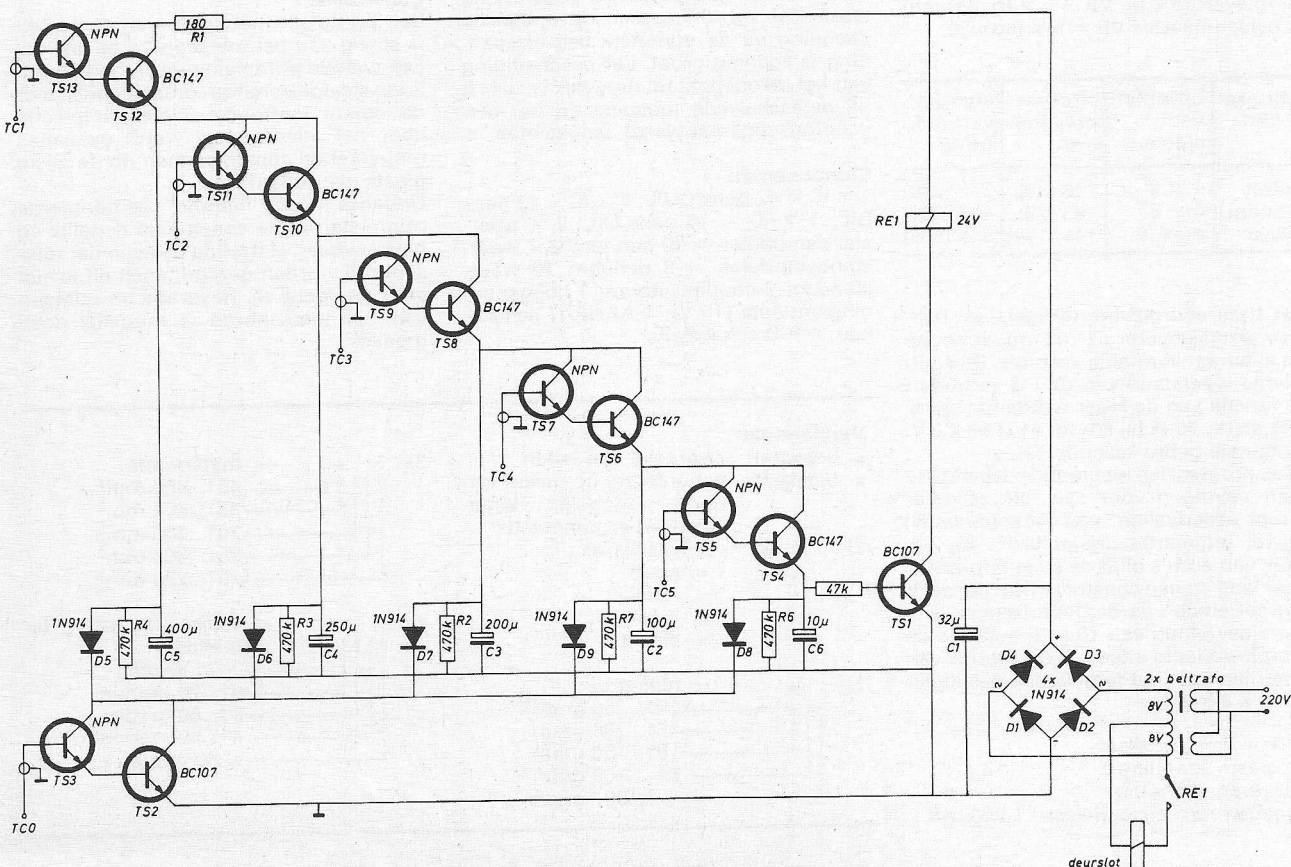 180
R1
NPN
TS13
BC147
TS12
TC1
NPN
TS11
BC147
TS10
TC2
NPN
TS9
BC147
TS8
TC3
RE1
24V
NPN
TS7
BC147
TS6
TC4
NPN
TS5
BC147
TS4
TC5
47k
BC107
TS1
1N914
D5
R4
470k
400µ
C5
1N914
D6
R3
470k
250µ
C4
1N914
D7
R2
470k
200µ
C3
1N914
D9
R7
470k
100µ
C2
1N914
D8
R6
470k
10µ
C6
32µ
C1
+
D4
D3
4x
1N914
~
~
D1
D2
-
2x beltrafo
8V
8V
220V
NPN
TS3
BC107
TS2
TC0
RE1
deurslot